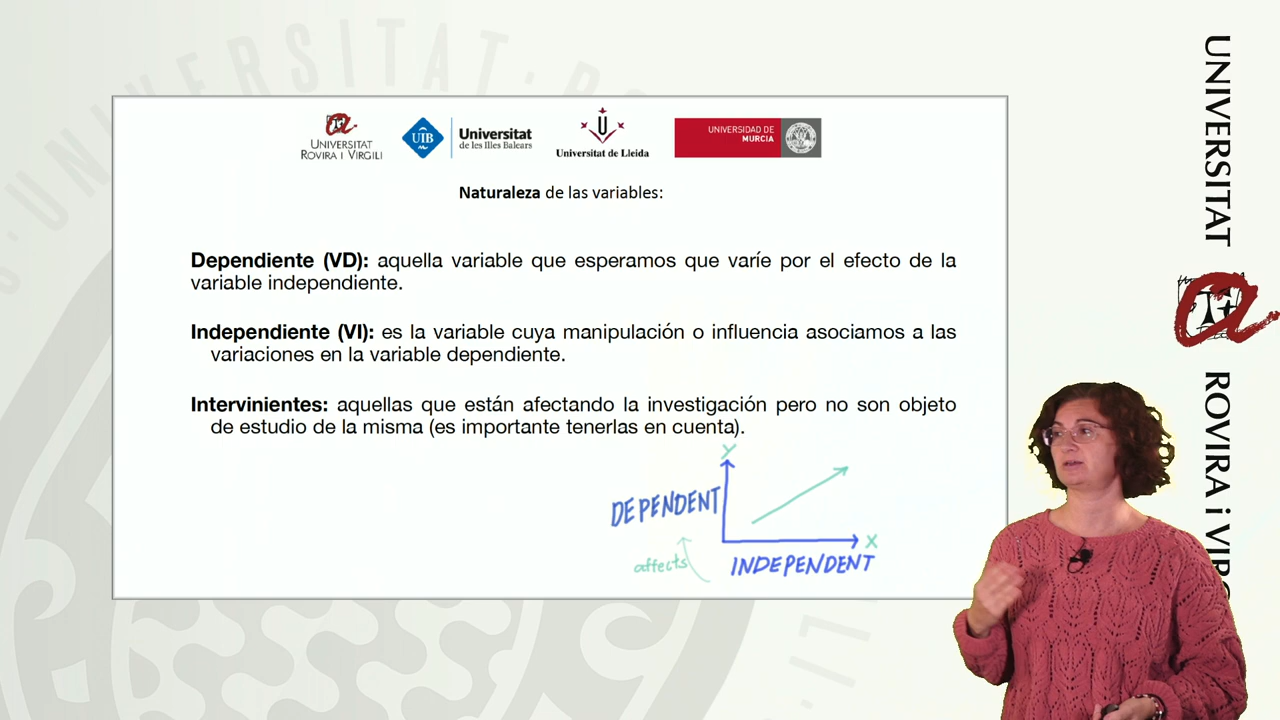 UNIVERSITAT
ROVIRA I VIRGILI
UIB
Universitat
de les Illes Balears
U
Universitat de Lleida
UNIVERSIDAD DE
MURCIA
Naturaleza de las variables:
Dependiente (VD): aquella variable que esperamos que varíe por el efecto de la
variable independiente.
Independiente (VI): es la variable cuya manipulación o influencia asociamos a las
variaciones en la variable dependiente.
Intervinientes: aquellas que están afectando la investigación pero no son objeto
de estudio de la misma (es importante tenerlas en cuenta).
Y
DEPENDENT
X
affects
INDEPENDENT
UNIVERSITAT
ROVIRA i VIRG